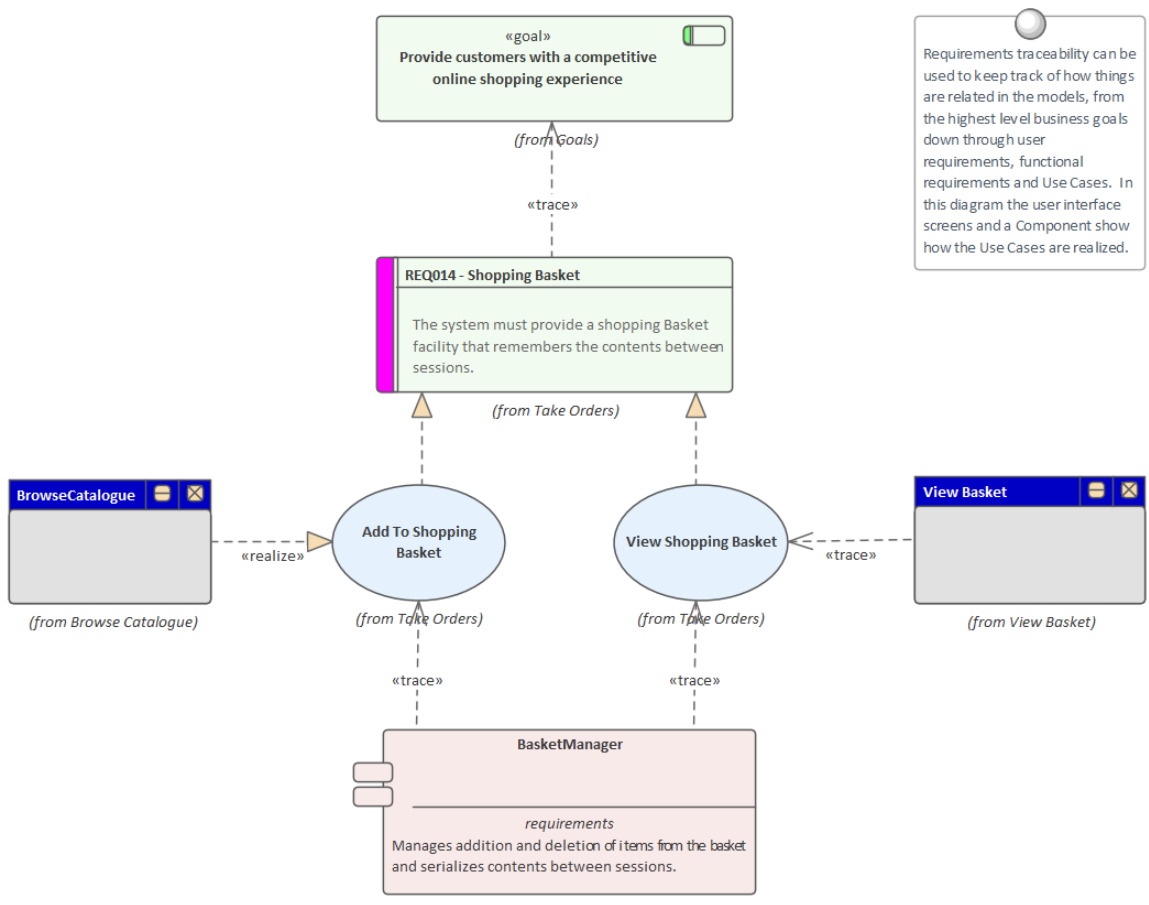 «goal»
Provide customers with a competitive
online shopping experience
(from Goals)
Requirements traceability can be
used to keep track of how things
are related in the models, from
the highest level business goals
down through user
requirements, functional
requirements and Use Cases.  In
this diagram the user interface
screens and a Component show
how the Use Cases are realized.
«trace»
REQ014 - Shopping Basket
The system must provide a shopping Basket
facility that remembers the contents between
sessions.
(from Take Orders)
BrowseCatalogue
(from Browse Catalogue)
«realize»
Add To Shopping
Basket
(from Take Orders)
View Shopping Basket
(from Take Orders)
«trace»
View Basket
(from View Basket)
«trace»
«trace»
BasketManager
requirements
Manages addition and deletion of items from the basket
and serializes contents between sessions.